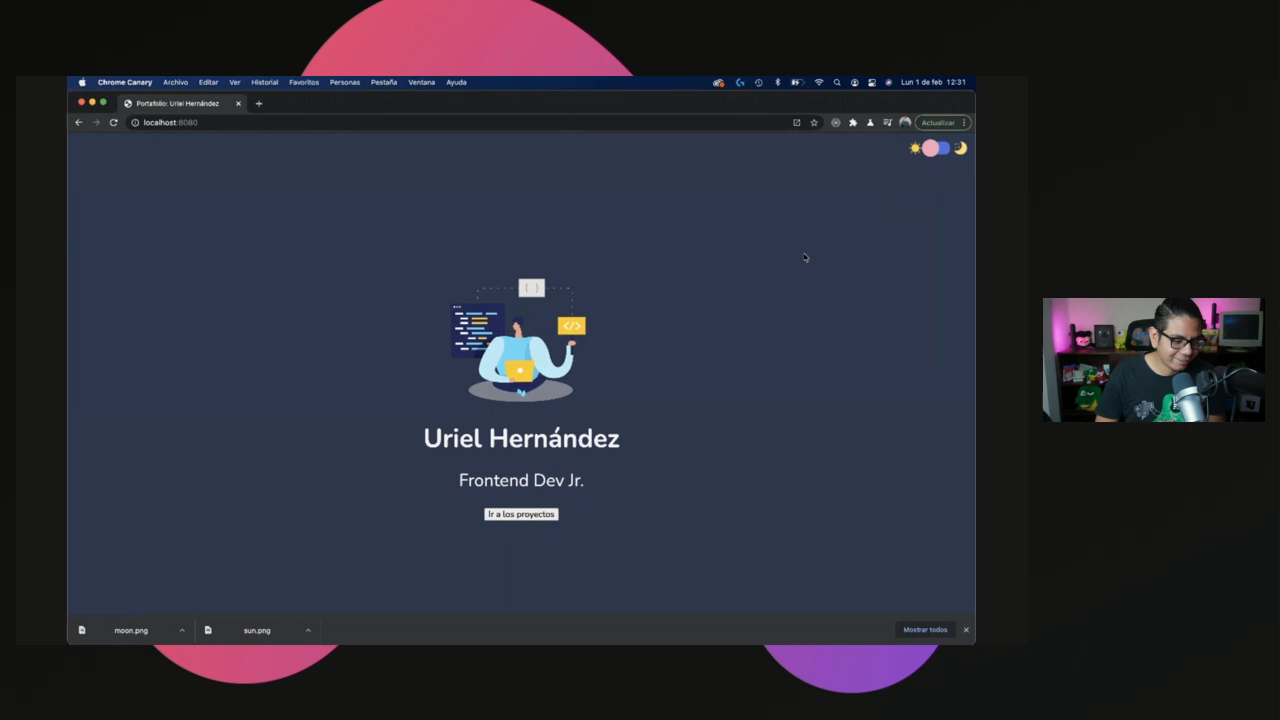 Chrome Canary Archivo Editar Ver Historial Favoritos Personas Pestaña Ventana Ayuda Lun 1 de feb 12:31
Portafolio: Uriel Hernández
localhost:8080 Actualizar
{ }
</>
Uriel Hernández
Frontend Dev Jr.
Ir a los proyectos
moon.png sun.png Mostrar todos